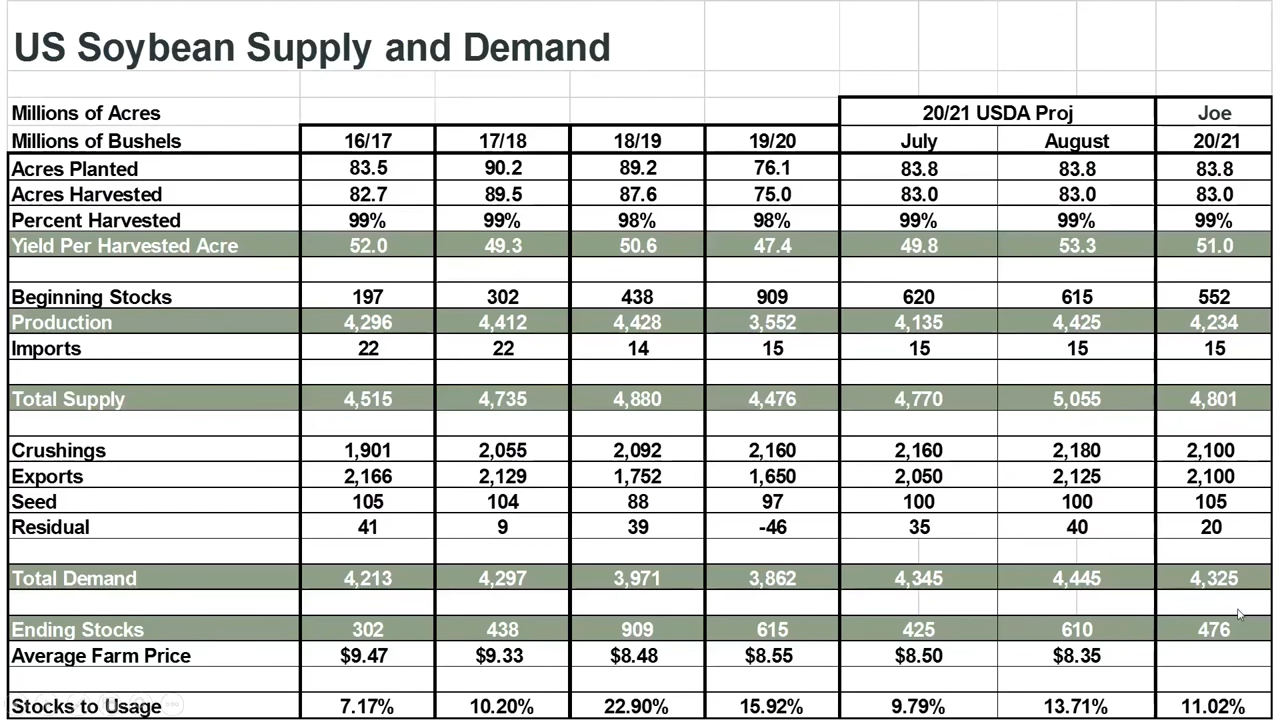 US Soybean Supply and Demand
Millions of Acres 20/21 USDA Proj Joe
Millions of Bushels 16/17 17/18 18/19 19/20 July August 20/21
Acres Planted 83.5 90.2 89.2 76.1 83.8 83.8 83.8
Acres Harvested 82.7 89.5 87.6 75.0 83.0 83.0 83.0
Percent Harvested 99% 99% 98% 98% 99% 99% 99%
Yield Per Harvested Acre 52.0 49.3 50.6 47.4 49.8 53.3 51.0
Beginning Stocks 197 302 438 909 620 615 552
Production 4,296 4,412 4,428 3,552 4,135 4,425 4,234
Imports 22 22 14 15 15 15 15
Total Supply 4,515 4,735 4,880 4,476 4,770 5,055 4,801
Crushings 1,901 2,055 2,092 2,160 2,160 2,180 2,100
Exports 2,166 2,129 1,752 1,650 2,050 2,125 2,100
Seed 105 104 88 97 100 100 105
Residual 41 9 39 -46 35 40 20
Total Demand 4,213 4,297 3,971 3,862 4,345 4,445 4,325
Ending Stocks 302 438 909 615 425 610 476
Average Farm Price $9.47 $9.33 $8.48 $8.55 $8.50 $8.35
Stocks to Usage 7.17% 10.20% 22.90% 15.92% 9.79% 13.71% 11.02%